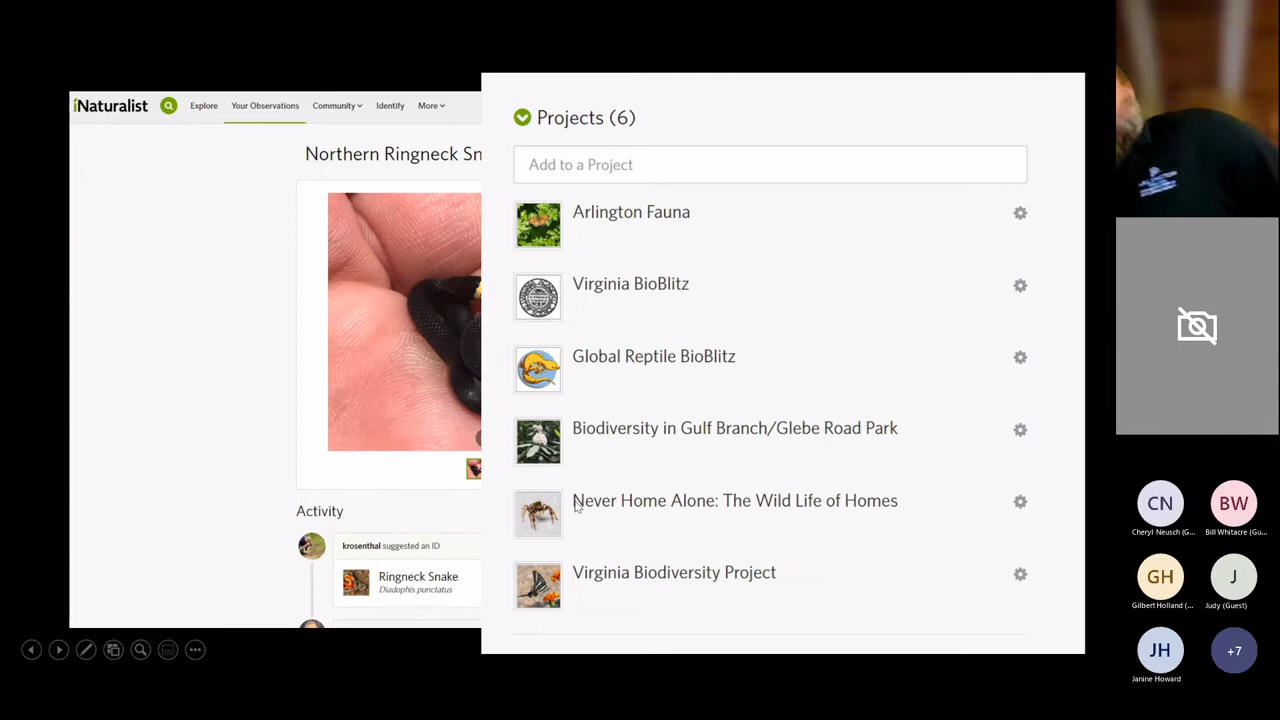 iNaturalist
Explore
Your Observations
Community
Identify
More
Northern Ringneck Sn
Activity
krosenthal suggested an ID
Ringneck Snake
Diadophis punctatus
Projects (6)
Add to a Project
Arlington Fauna
Virginia BioBlitz
Global Reptile BioBlitz
Biodiversity in Gulf Branch/Glebe Road Park
Never Home Alone: The Wild Life of Homes
Virginia Biodiversity Project
CN
Cheryl Neusch (G...
BW
Bill Whitacre (Gu...
GH
Gilbert Holland (...
J
Judy (Guest)
JH
Janine Howard
+7